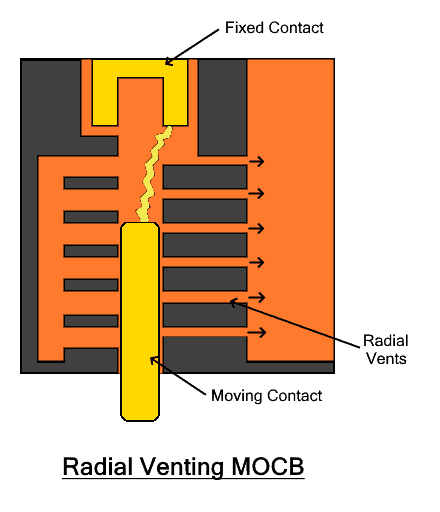 Fixed Contact
Radial
Vents
Moving Contact
Radial Venting MOCB